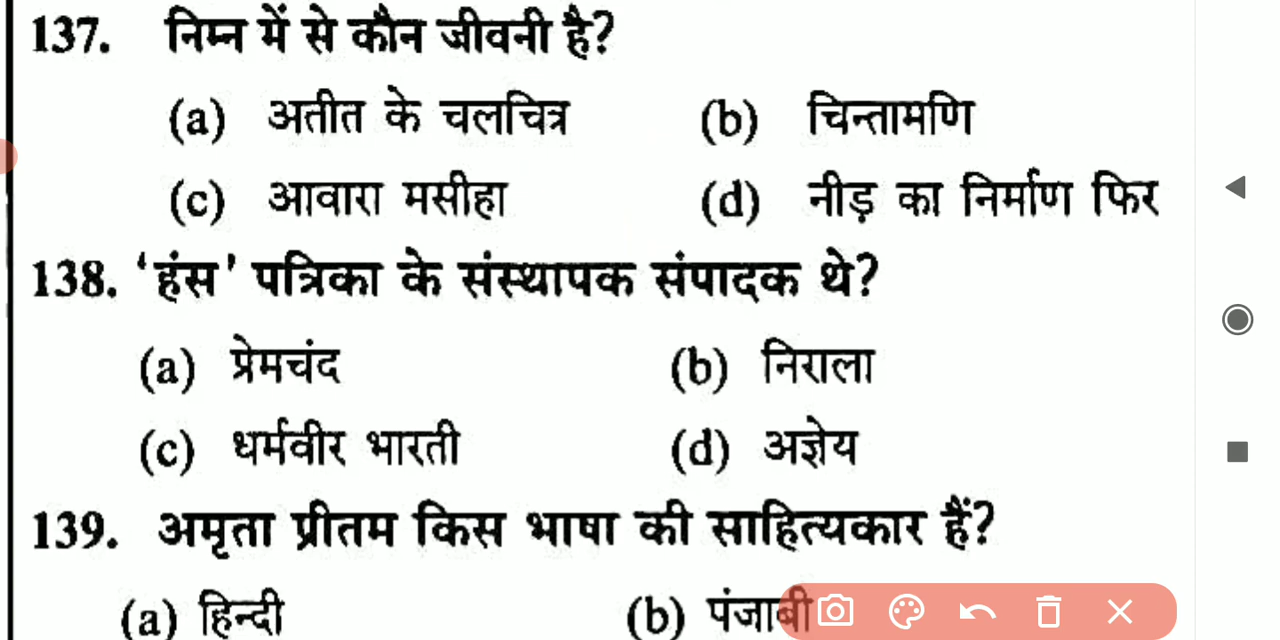 137. निम्न में से कौन जीवनी है?
(a) अतीत के चलचित्र (b) चिन्तामणि
(c) आवारा मसीहा (d) नीड़ का निर्माण फिर
138. 'हंस' पत्रिका के संस्थापक संपादक थे?
(a) प्रेमचंद (b) निराला
(c) धर्मवीर भारती (d) अज्ञेय
139. अमृता प्रीतम किस भाषा की साहित्यकार हैं?
(a) हिन्दी (b) पंजाबी